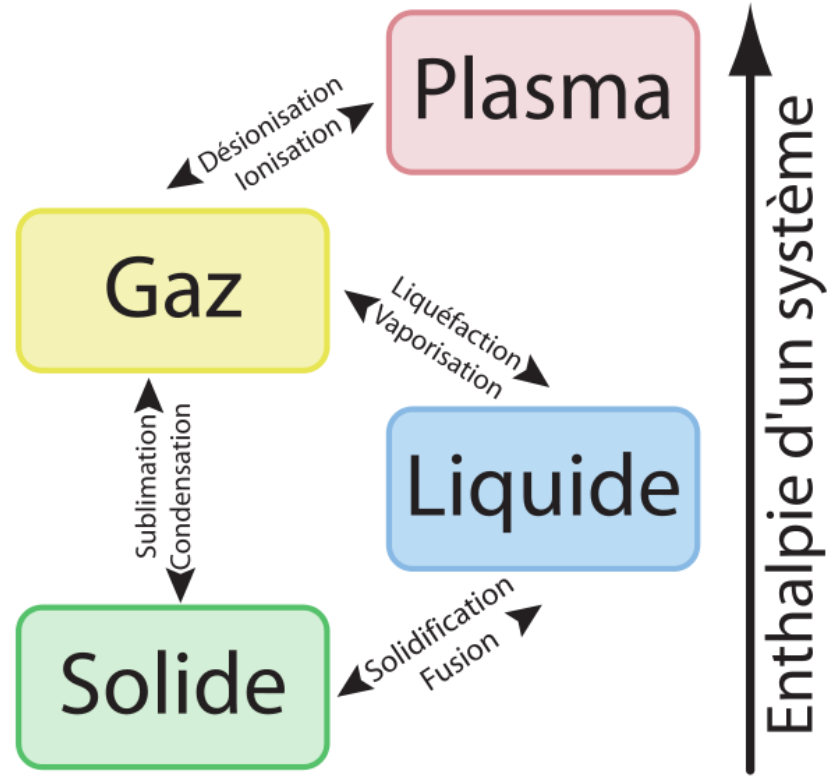 Plasma
Désionisation
Ionisation
Gaz
Liquéfaction
Vaporisation
Sublimation
Condensation
Liquide
Solidification
Fusion
Solide
Enthalpie d'un système